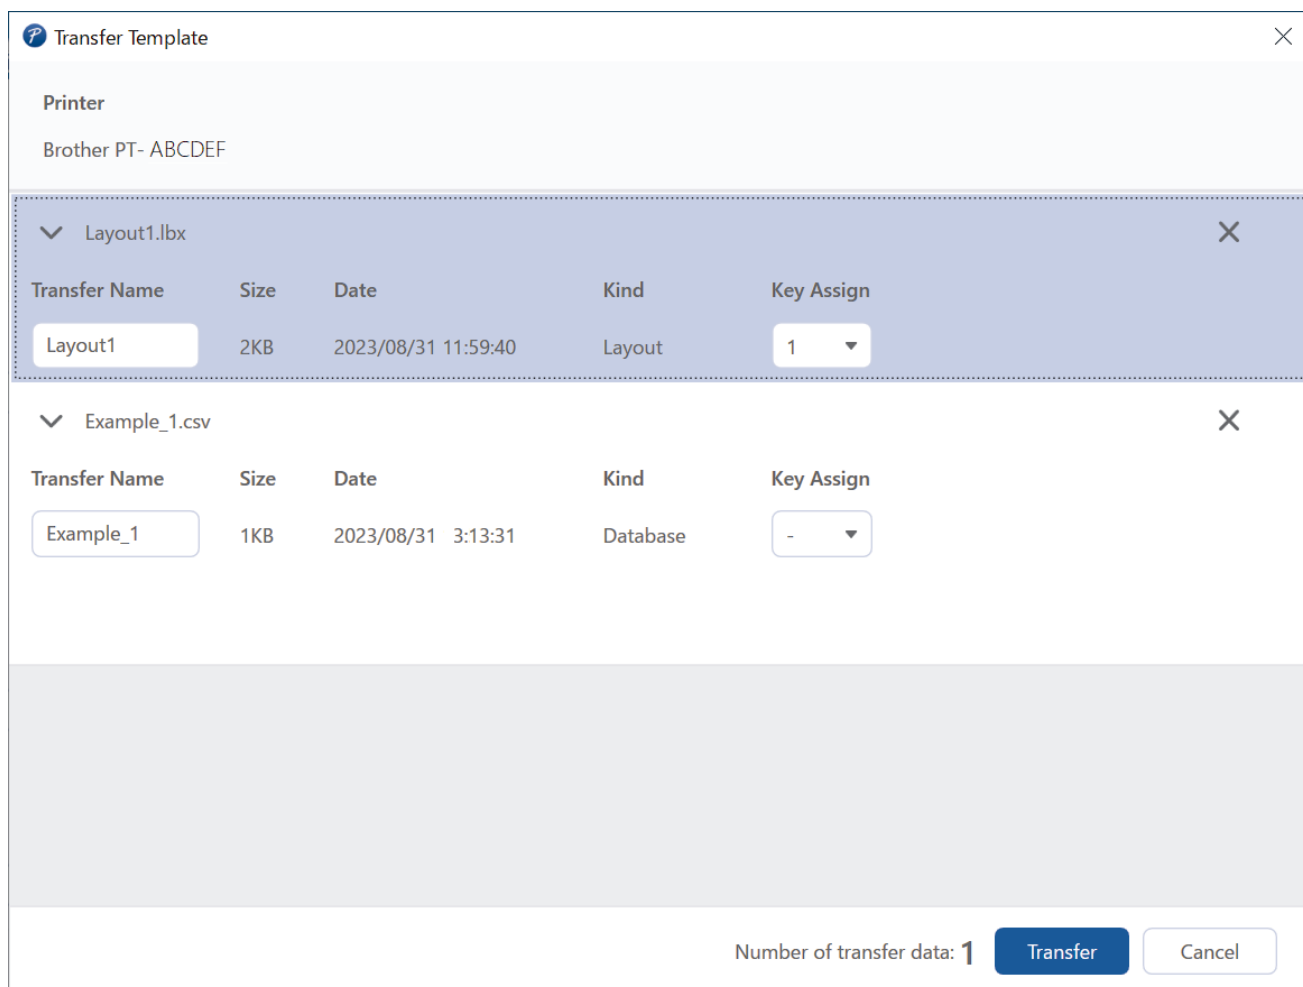 Transfer Template
Printer
Brother PT- ABCDEF
Layout1.lbx
Transfer Name Size Date Kind Key Assign
Layout1 2KB 2023/08/31 11:59:40 Layout 1
Example_1.csv
Transfer Name Size Date Kind Key Assign
Example_1 1KB 2023/08/31 3:13:31 Database -
Number of transfer data: 1 Transfer Cancel